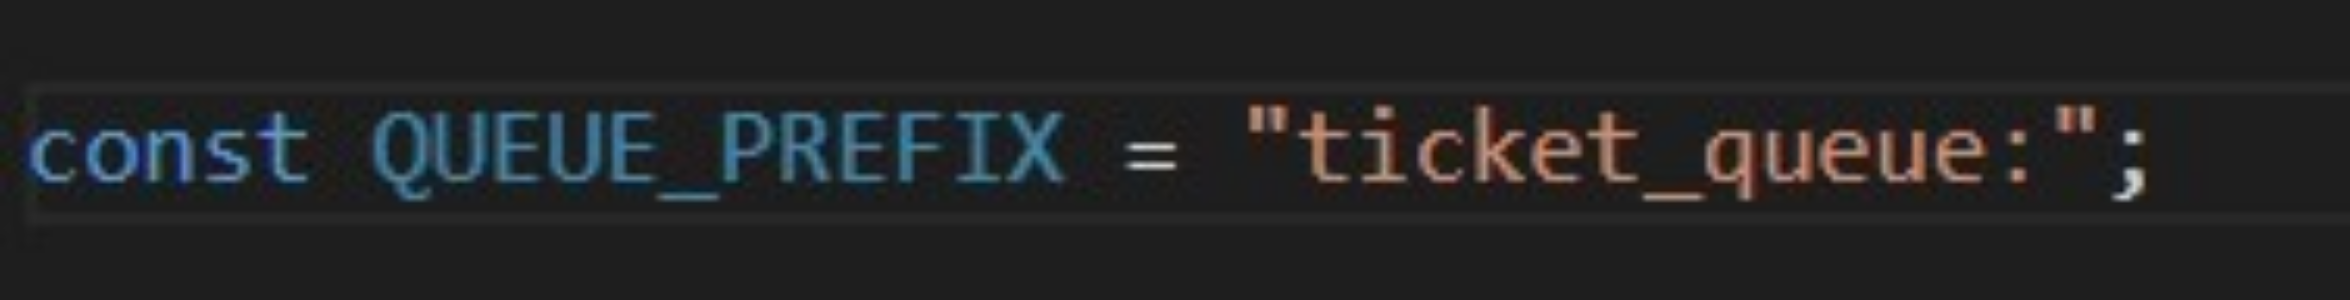 const QUEUE_PREFIX = "ticket_queue:";